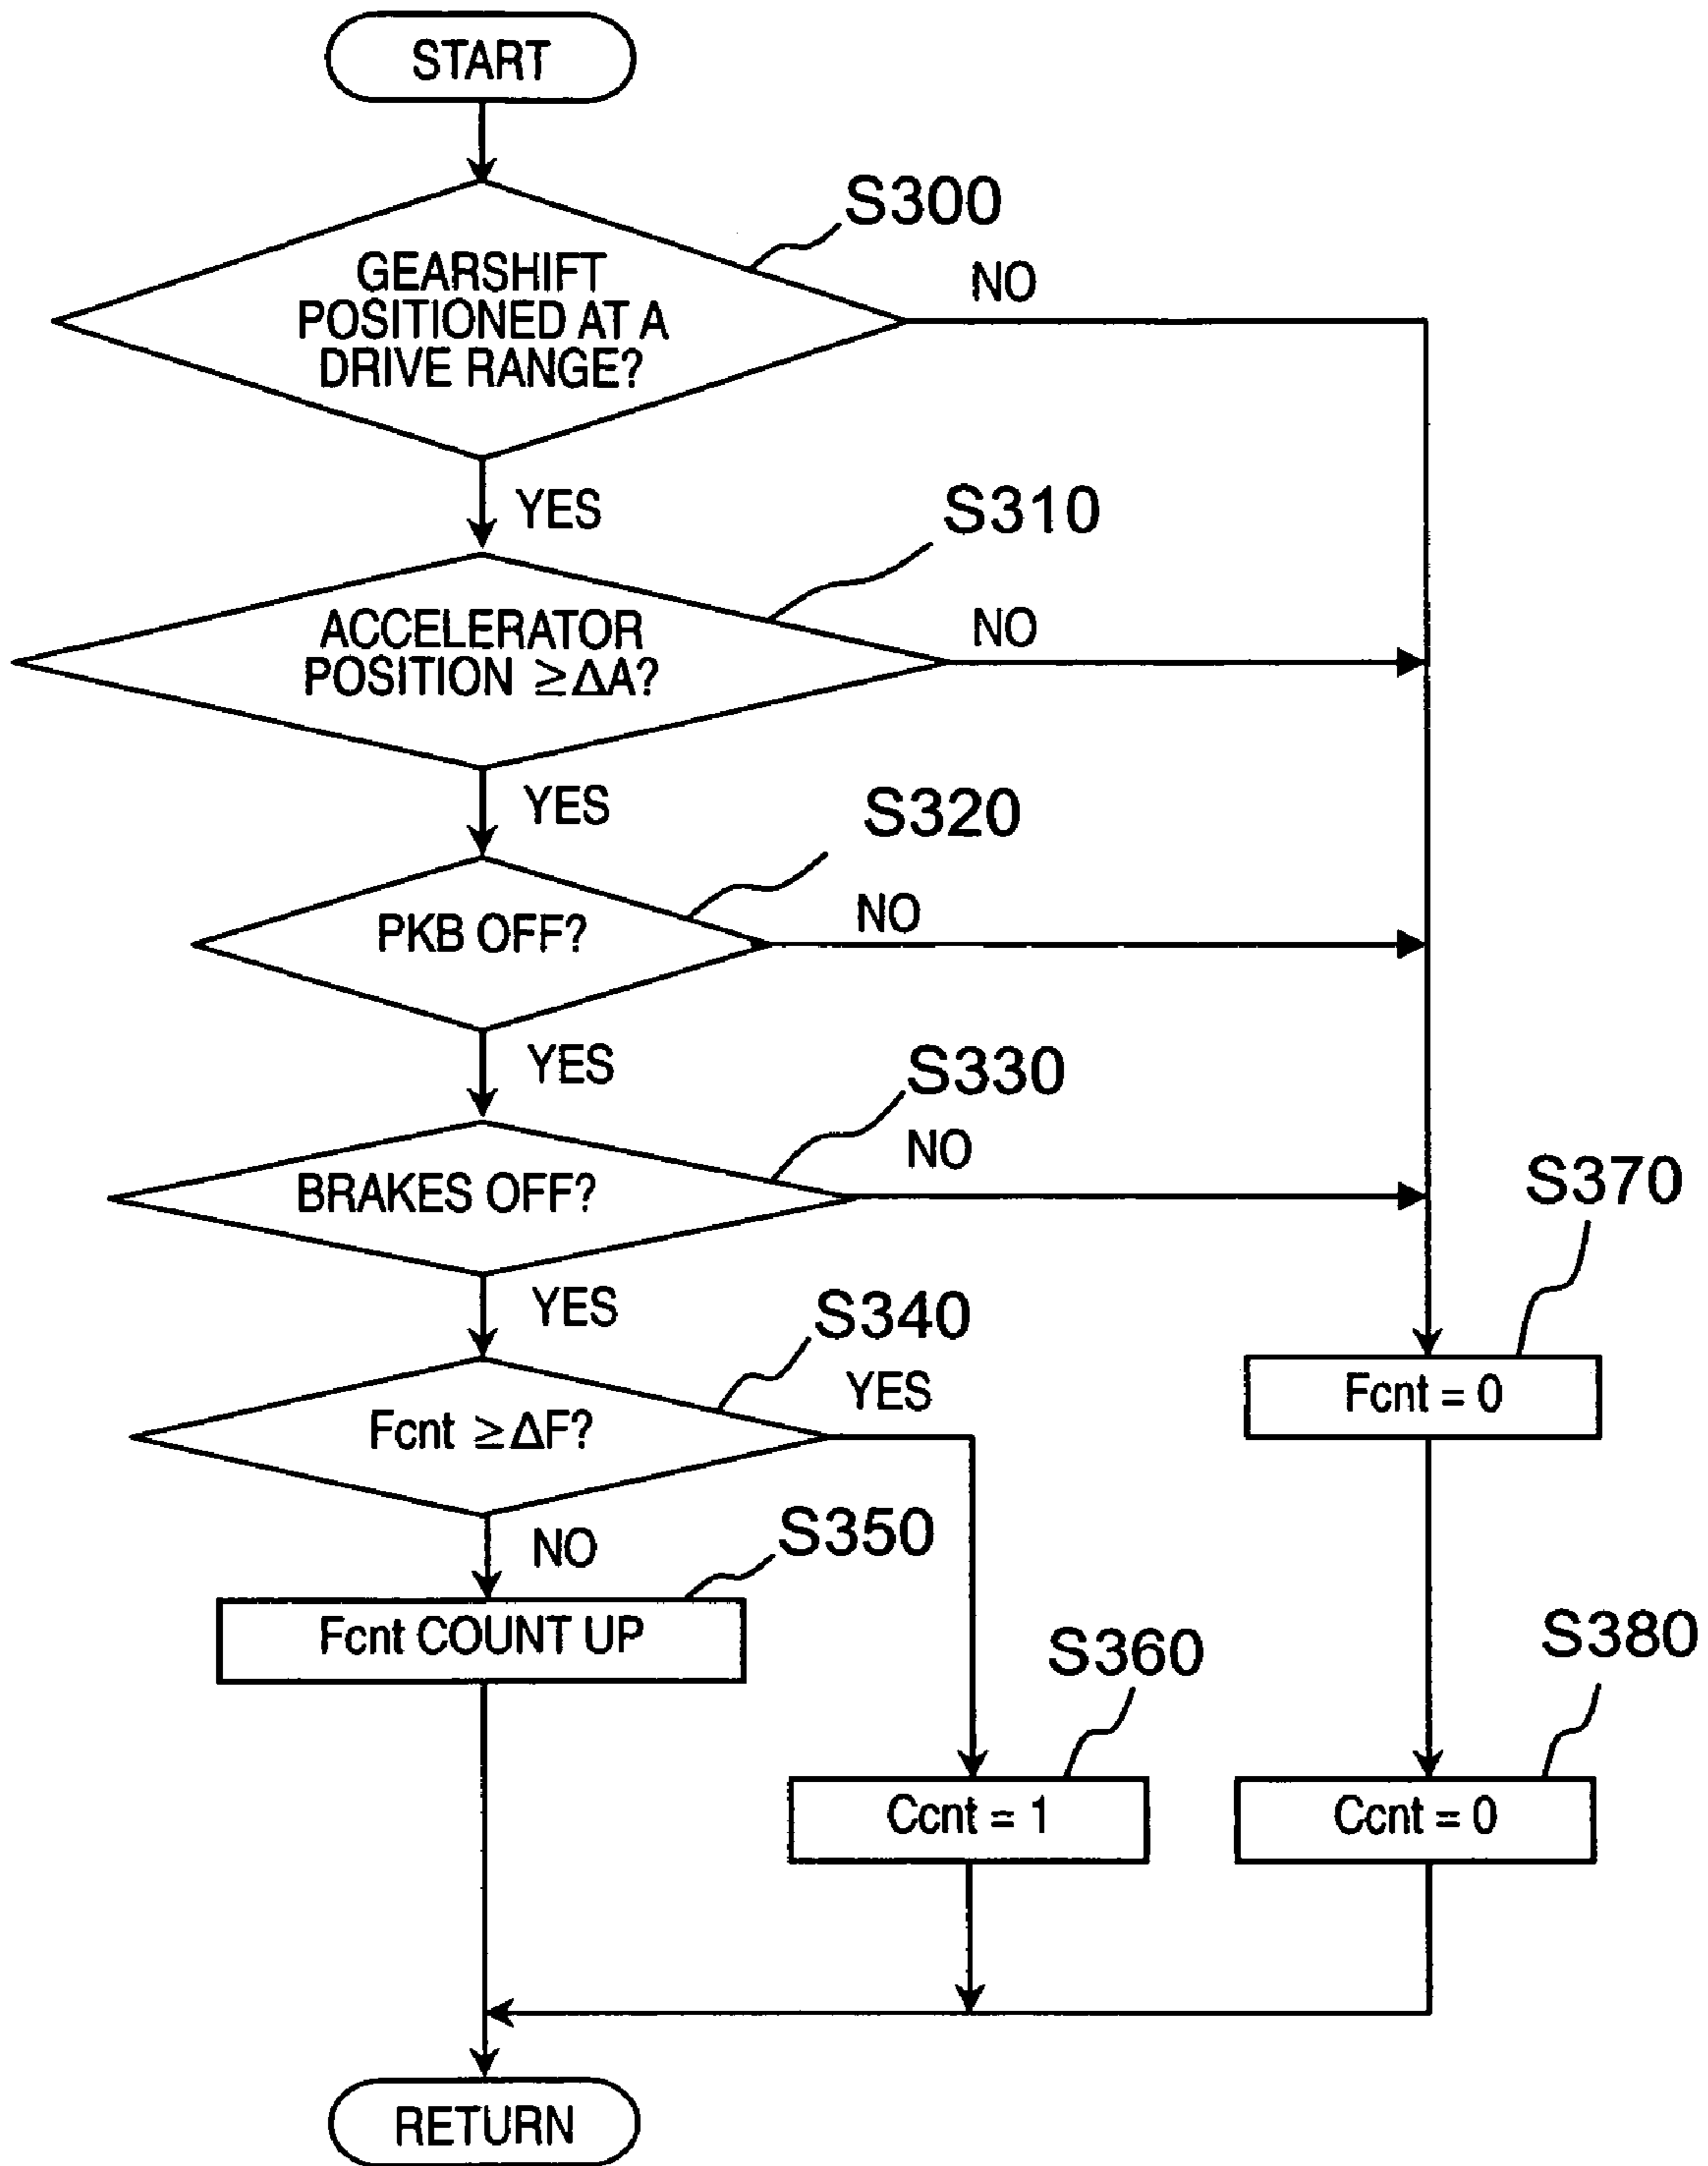 START
S300
GEARSHIFT
POSITIONED AT A
DRIVE RANGE?
NO
YES
S310
ACCELERATOR
POSITION ≥ΔA?
NO
YES
S320
PKB OFF?
NO
YES
S330
BRAKES OFF?
NO
YES
S340
Fcnt ≥ΔF?
YES
S370
Fcnt = 0
NO
S350
Fcnt COUNT UP
S360
Ccnt = 1
S380
Ccnt = 0
RETURN